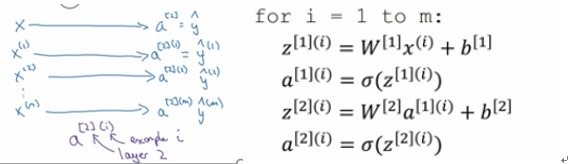 x → a^[2] = ŷ
x^(1) → a^[2](1) = ŷ^(1)
x^(2) → a^[2](2) ŷ^(2)
⋮
x^(m) → a^[2](m) ŷ^(m)
a^[2](i) example i
layer 2
for i = 1 to m:
z^[1](i) = W^[1]x^(i) + b^[1]
a^[1](i) = σ(z^[1](i))
z^[2](i) = W^[2]a^[1](i) + b^[2]
a^[2](i) = σ(z^[2](i))